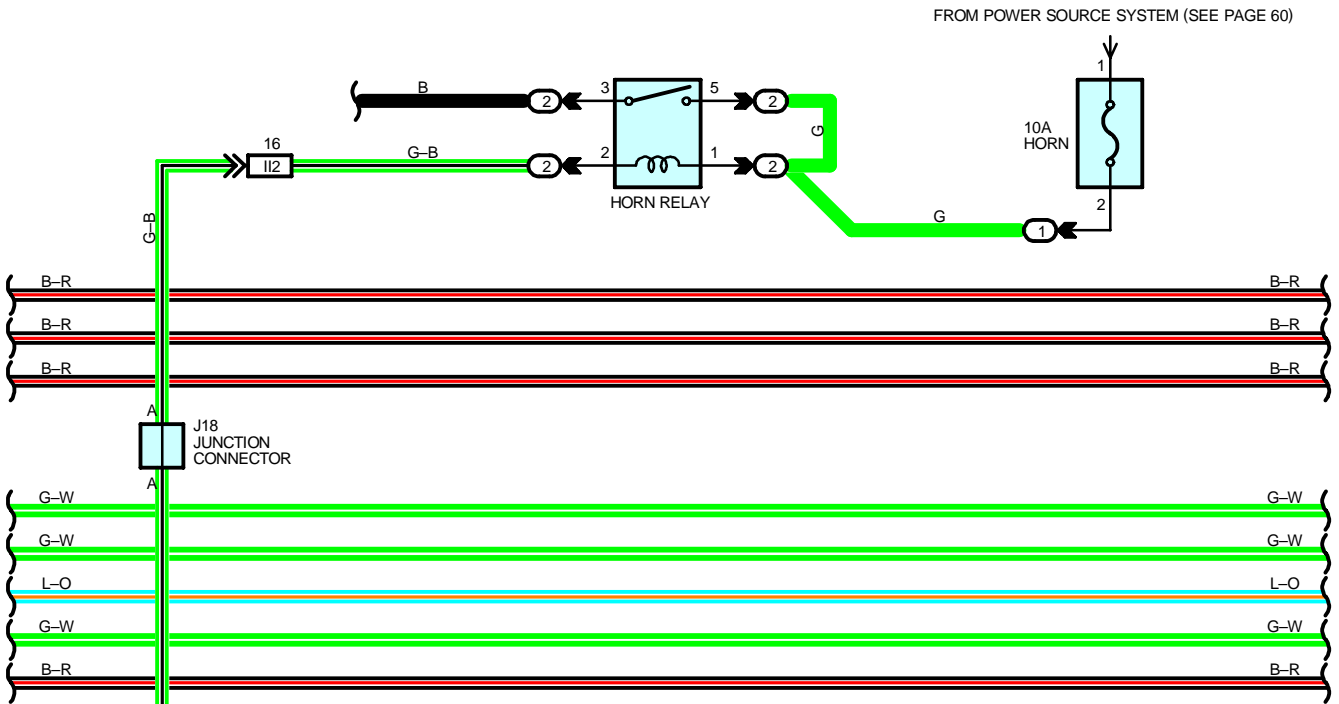 FROM POWER SOURCE SYSTEM (SEE PAGE 60)
1
B
2
3
5
2
10A
HORN
G
16
II2
G–B
2
2
1
2
HORN RELAY
2
G–B
G
1
B–R
B–R
B–R
B–R
B–R
B–R
A
J18
JUNCTION
CONNECTOR
A
G–W
G–W
G–W
G–W
L–O
L–O
G–W
G–W
B–R
B–R